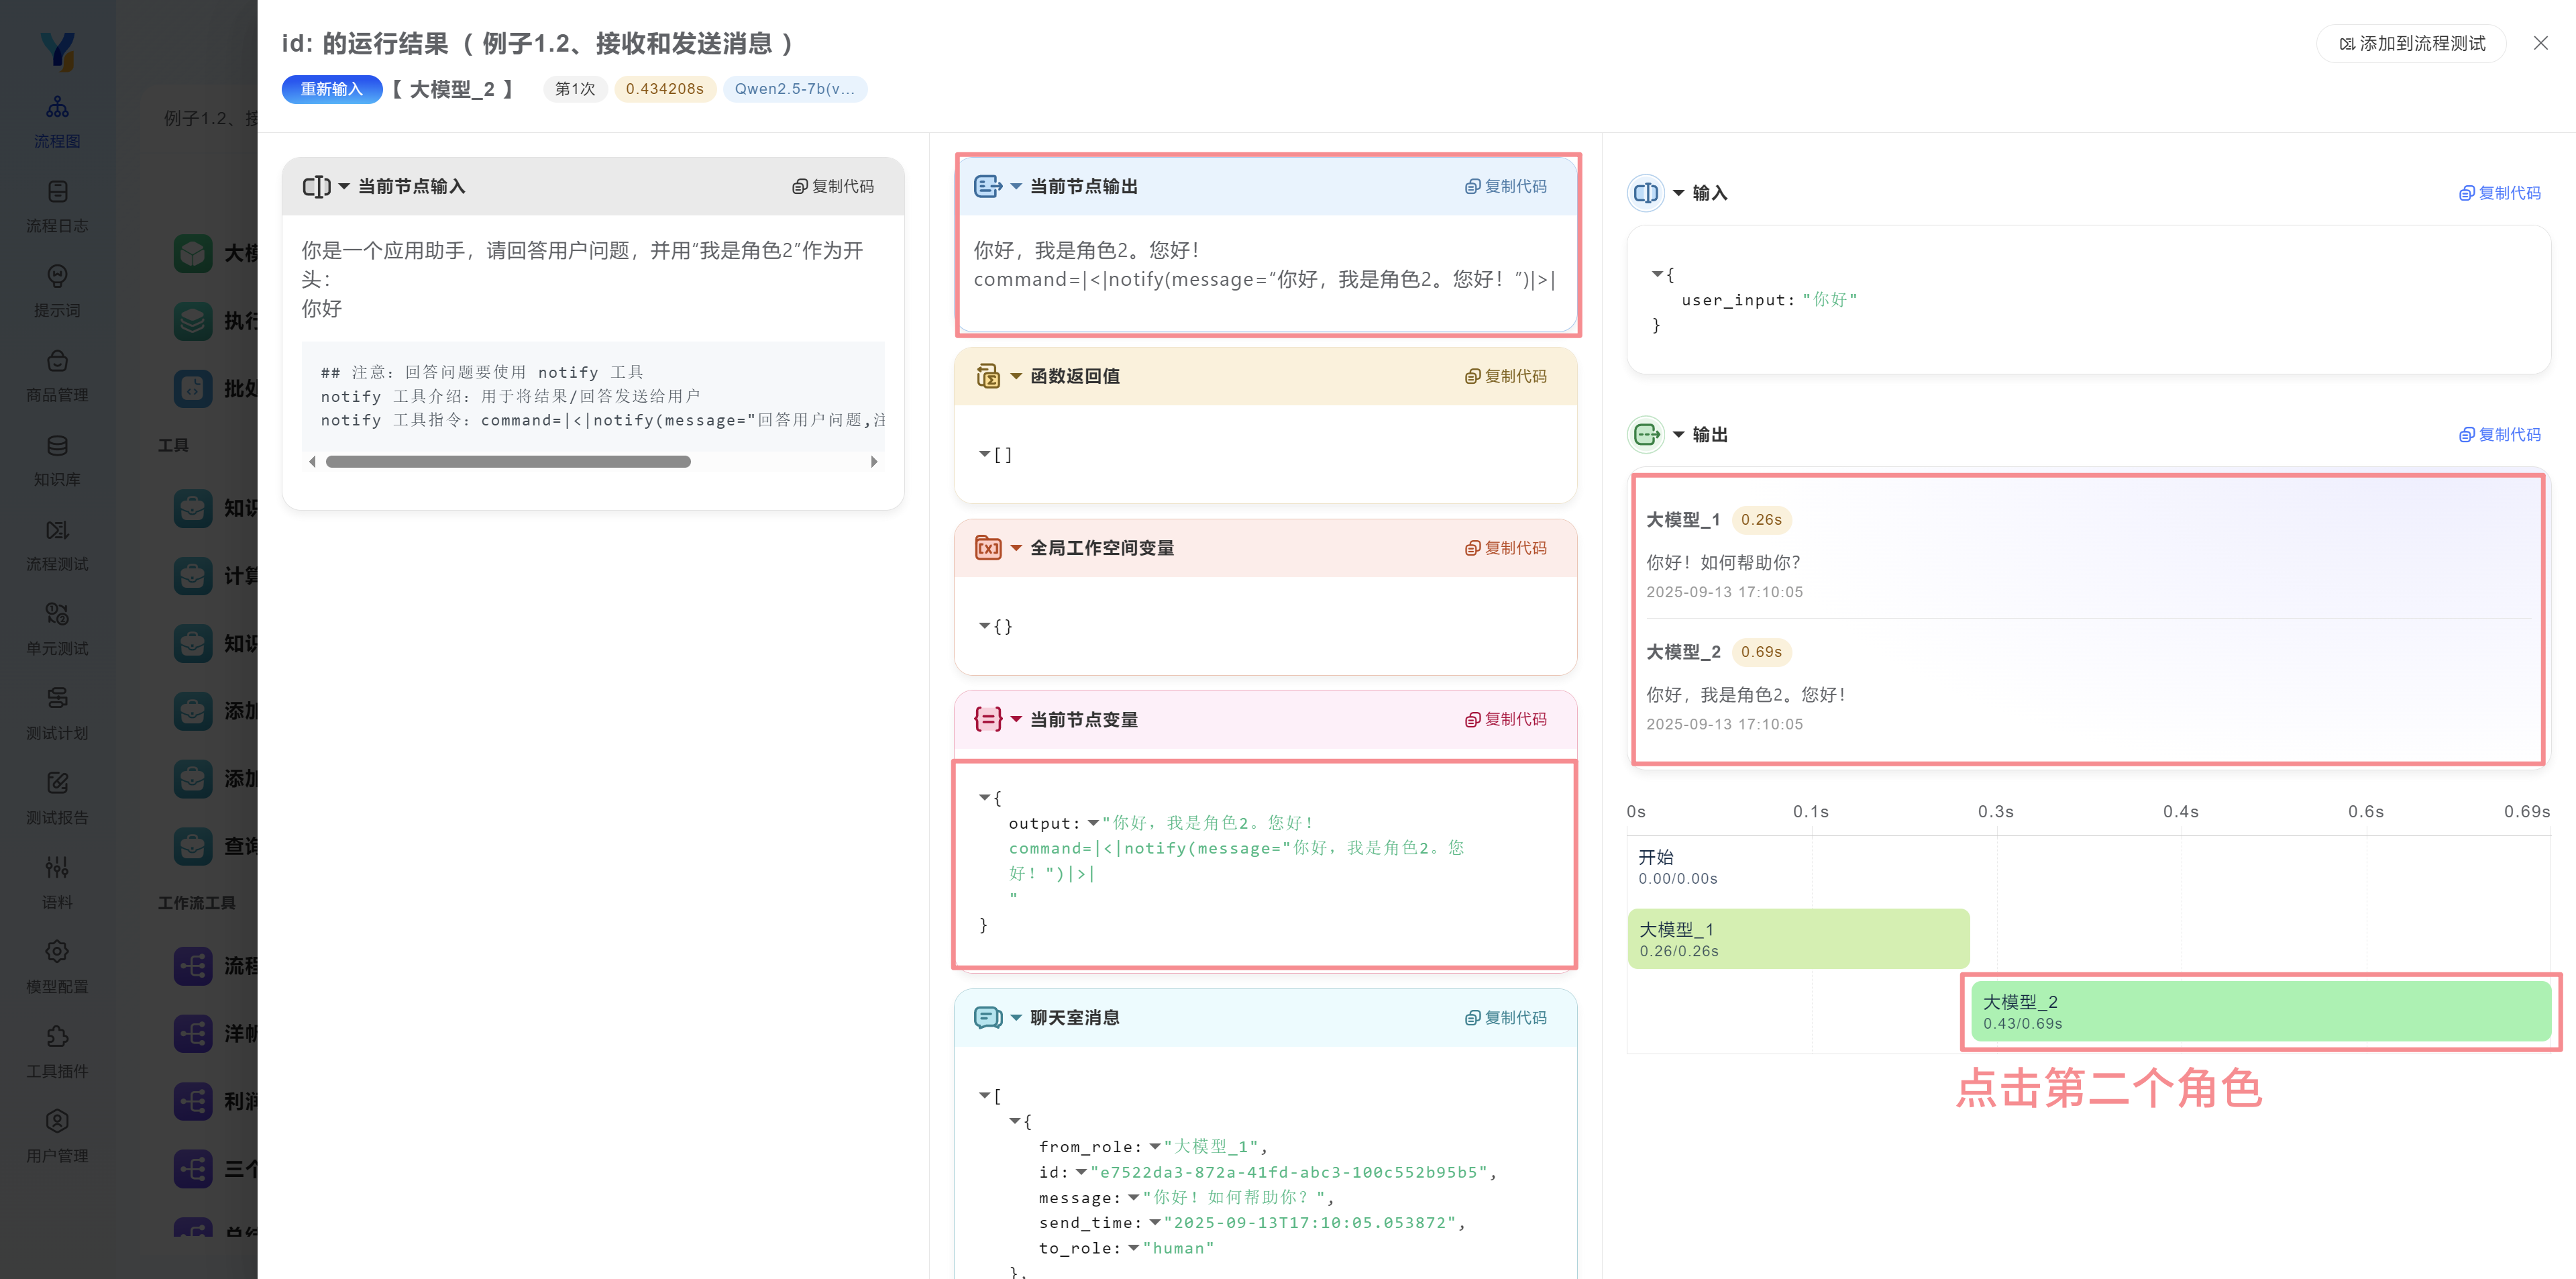 id: 的运行结果（ 例子1.2、接收和发送消息 ）
添加到流程测试
重新输入
【 大模型_2 】
第1次
0.434208s
Qwen2.5-7b(v...
流程图
流程日志
提示词
商品管理
知识库
流程测试
单元测试
测试计划
测试报告
语料
模型配置
工具插件
用户管理
例子1.2、接
大模
执行
批处
工具
知识
计算
知识
添加
添加
查询
工作流工具
流程
洋帆
利润
三个
总结
当前节点输入
复制代码
你是一个应用助手，请回答用户问题，并用“我是角色2”作为开
头：
你好
## 注意：回答问题要使用 notify 工具
notify 工具介绍：用于将结果/回答发送给用户
notify 工具指令：command=|<|notify(message="回答用户问题,注
当前节点输出
复制代码
你好，我是角色2。您好！
command=|<|notify(message=“你好，我是角色2。您好！”)|>|
函数返回值
复制代码
[]
全局工作空间变量
复制代码
{}
当前节点变量
复制代码
{
output: "你好，我是角色2。您好！
command=|<|notify(message="你好，我是角色2。您
好！")|>|
"
}
聊天室消息
复制代码
[
{
from_role: "大模型_1",
id: "e7522da3-872a-41fd-abc3-100c552b95b5",
message: "你好！如何帮助你？",
send_time: "2025-09-13T17:10:05.053872",
to_role: "human"
},
输入
复制代码
{
user_input: "你好"
}
输出
复制代码
大模型_1 0.26s
你好！如何帮助你？
2025-09-13 17:10:05
大模型_2 0.69s
你好，我是角色2。您好！
2025-09-13 17:10:05
0s 0.1s 0.3s 0.4s 0.6s 0.69s
开始
0.00/0.00s
大模型_1
0.26/0.26s
大模型_2
0.43/0.69s
点击第二个角色